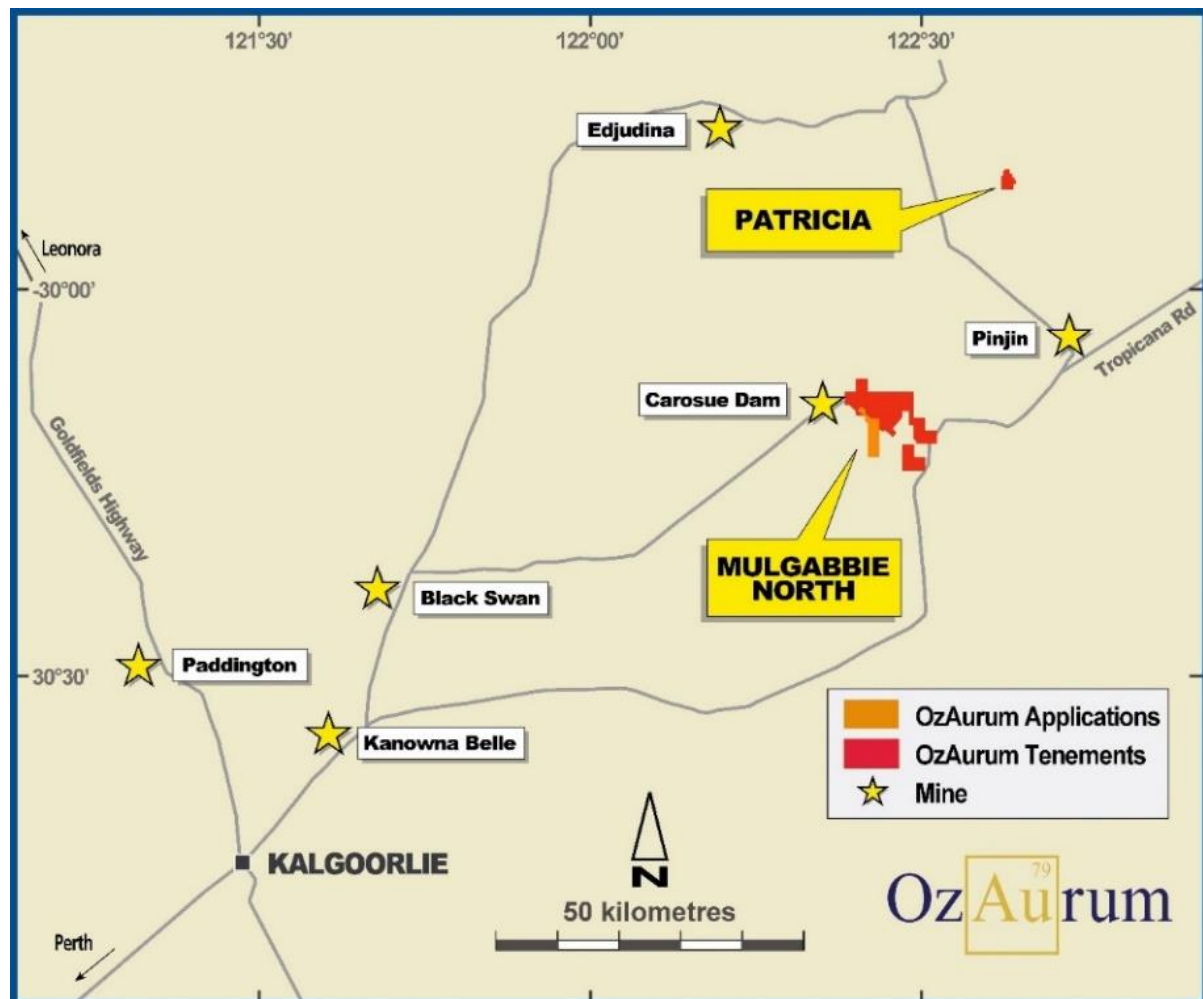 121°30'
122°00'
122°30'
Edjudina
PATRICIA
Leonora
-30°00'
Pinjin
Tropicana Rd
Carosue Dam
Goldfields Highway
MULGABBIE
NORTH
Black Swan
Paddington
30°30'
Kanowna Belle
OzAurum Applications
OzAurum Tenements
Mine
KALGOORLIE
N
50 kilometres
79
OzAurum
Perth